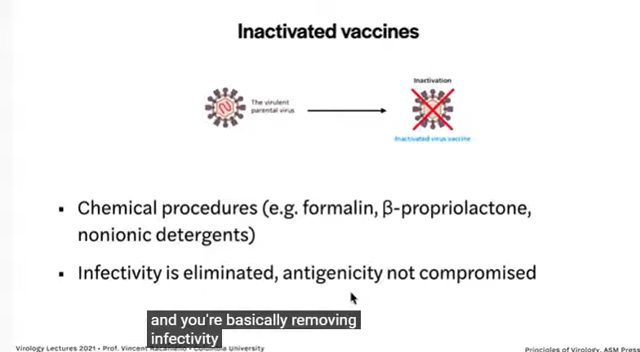 Inactivated vaccines
Inactivation
The virulent
parental virus
Inactivated virus vaccine
▪ Chemical procedures (e.g. formalin, β-propriolactone,
nonionic detergents)
▪ Infectivity is eliminated, antigenicity not compromised
and you're basically removing
infectivity
Virology Lectures 2021 • Prof. Vincent University
Principles of Virology, ASM Press